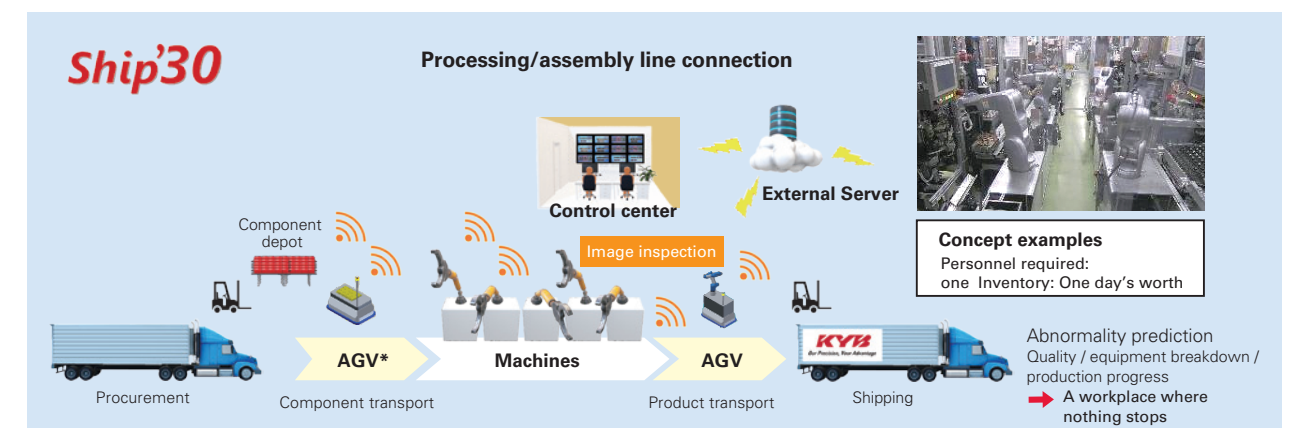 Ship'30
Processing/assembly line connection
Control center
External Server
Component
depot
Image inspection
Concept examples
Personnel required:
one Inventory: One day's worth
AGV*
Machines
AGV
KYB
Our Precision, Your Advantage
Procurement
Component transport
Product transport
Shipping
Abnormality prediction
Quality / equipment breakdown /
production progress
A workplace where
nothing stops